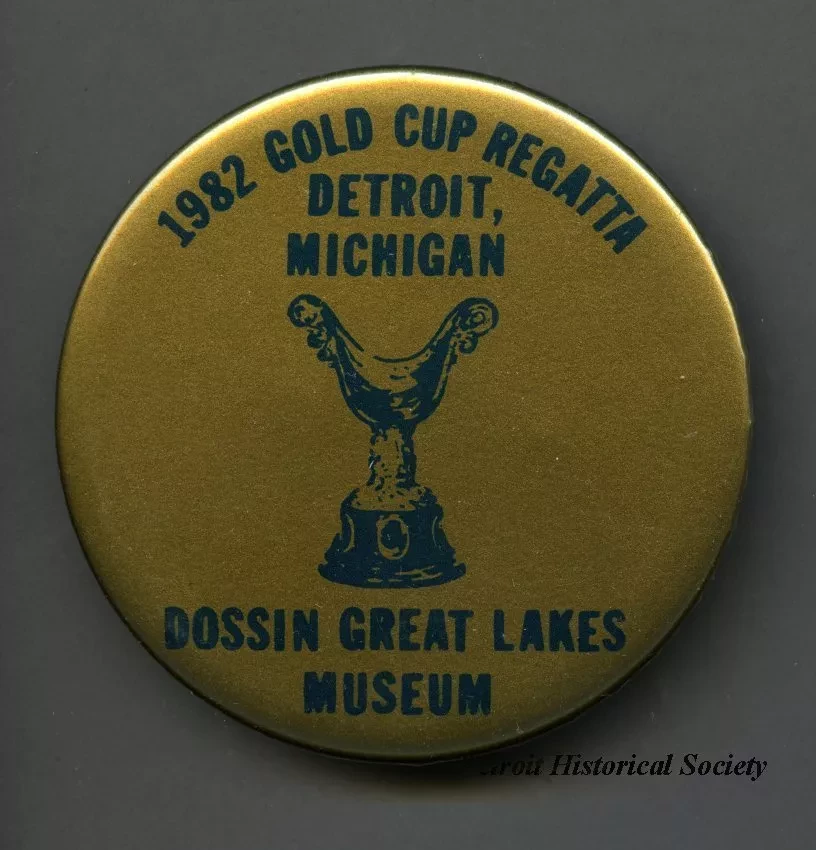 1982 GOLD CUP REGATTA
DETROIT,
MICHIGAN
DOSSIN GREAT LAKES
MUSEUM
Historical Society